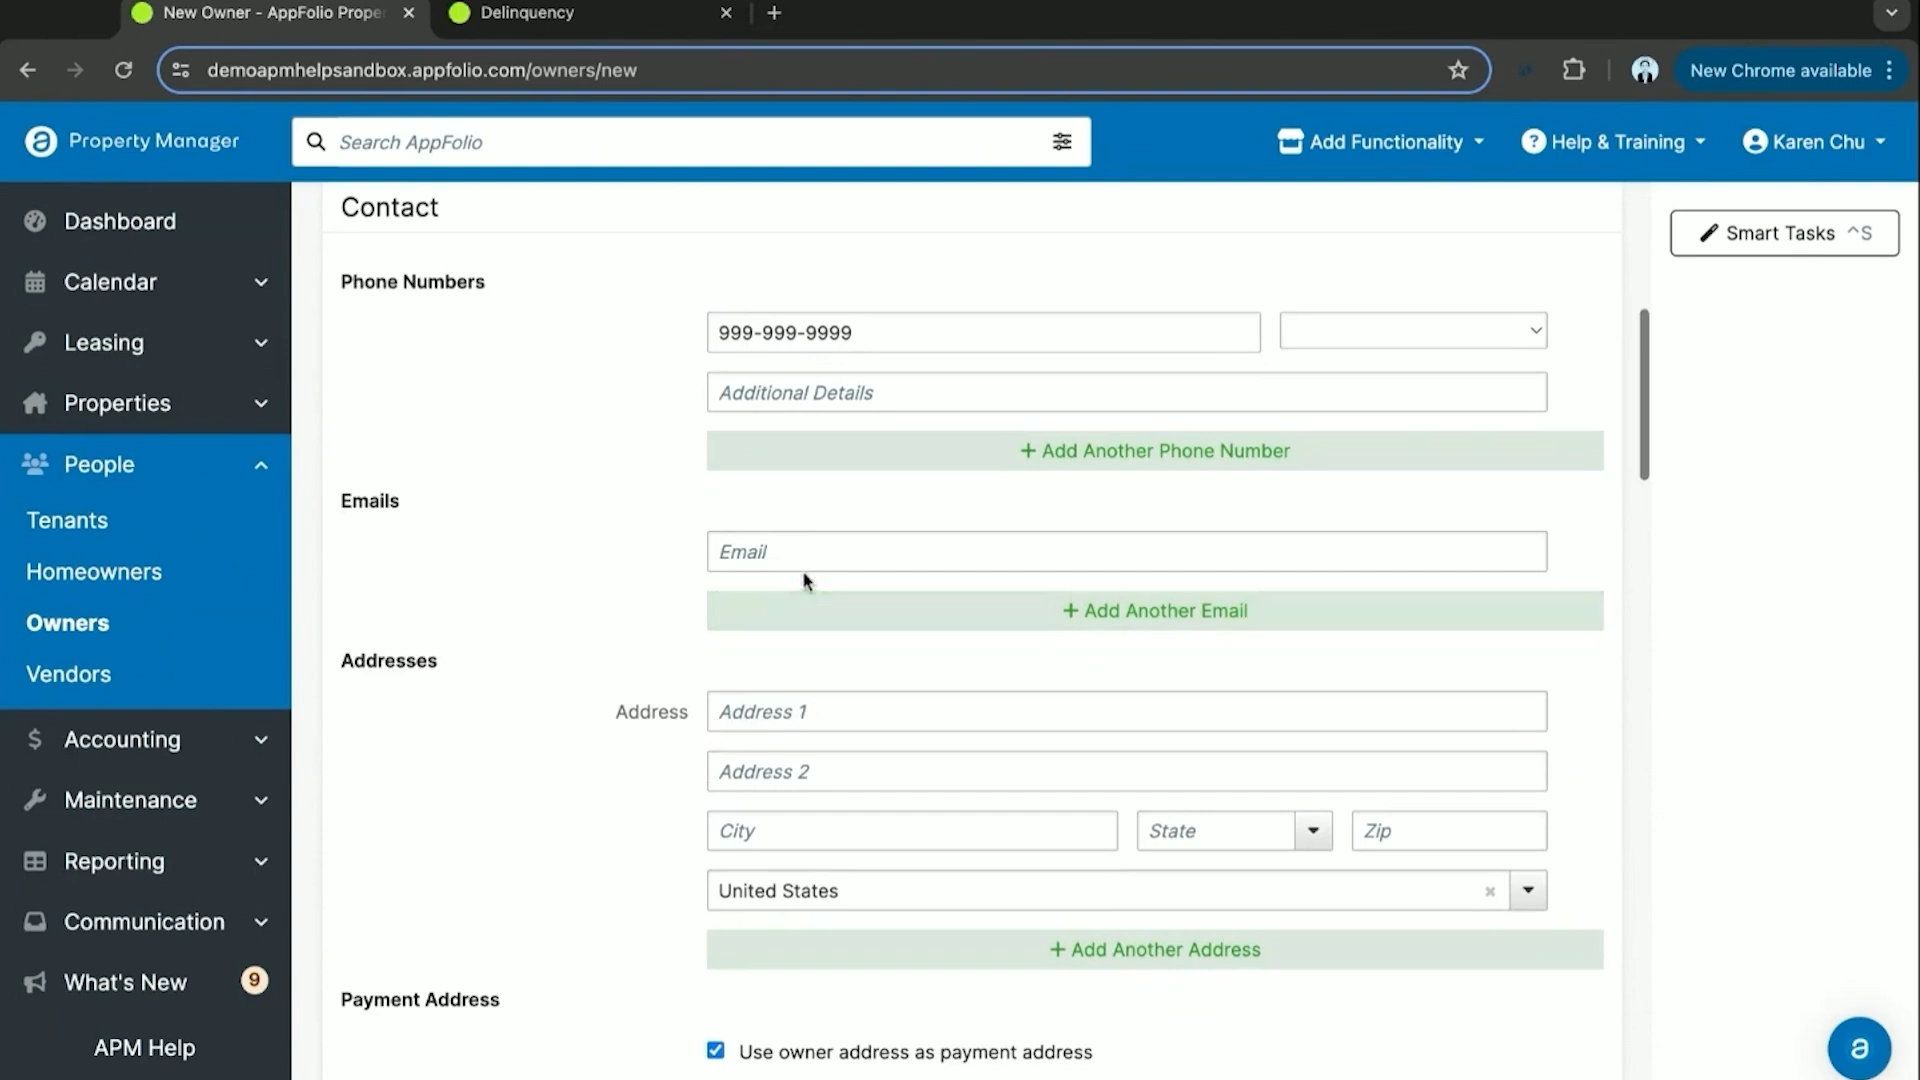 New Owner - AppFolio Prope
Delinquency
demoapmhelpsandbox.appfolio.com/owners/new
New Chrome available
Property Manager
Search AppFolio
Add Functionality
Help & Training
Karen Chu
Dashboard
Calendar
Leasing
Properties
People
Tenants
Homeowners
Owners
Vendors
Accounting
Maintenance
Reporting
Communication
What's New 9
APM Help
Contact
Smart Tasks ^S
Phone Numbers
999-999-9999
Additional Details
+ Add Another Phone Number
Emails
Email
+ Add Another Email
Addresses
Address Address 1
Address 2
City State Zip
United States
+ Add Another Address
Payment Address
Use owner address as payment address